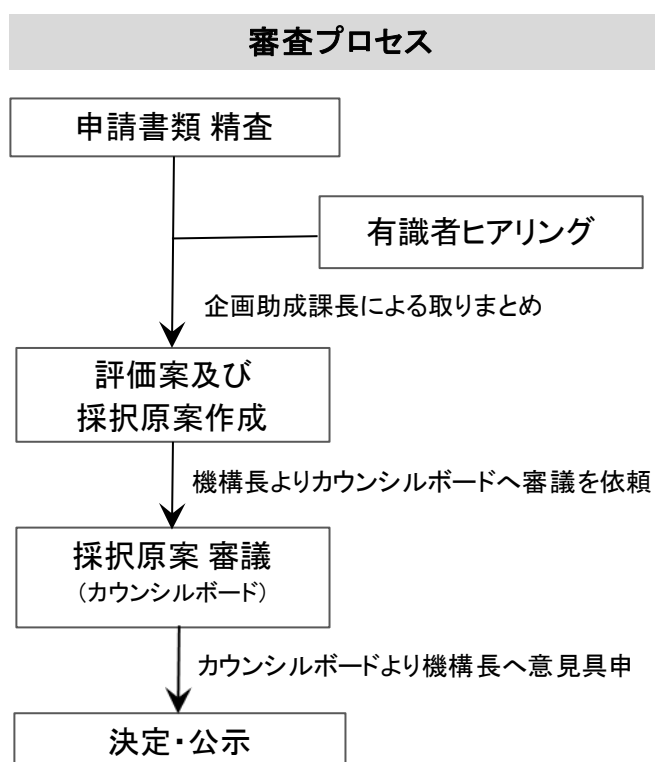 審査プロセス
申請書類 精査
有識者ヒアリング
企画助成課長による取りまとめ
評価案及び
採択原案作成
機構長よりカウンシルボードへ審議を依頼
採択原案 審議
（カウンシルボード）
カウンシルボードより機構長へ意見具申
決定・公示